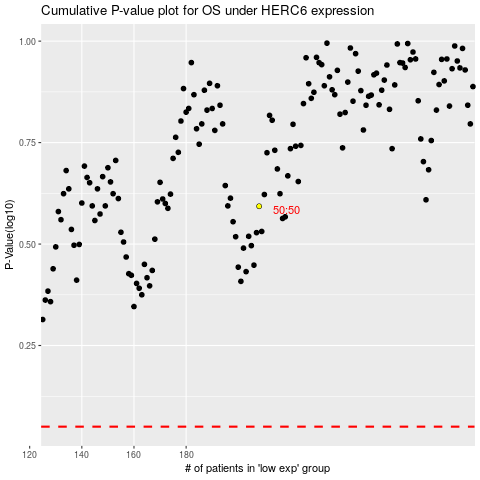 Cumulative P-value plot for OS under HERC6 expression
P-Value(log10)
1.00
0.75
0.50
0.25
50:50
120 140 160 180
# of patients in 'low exp' group